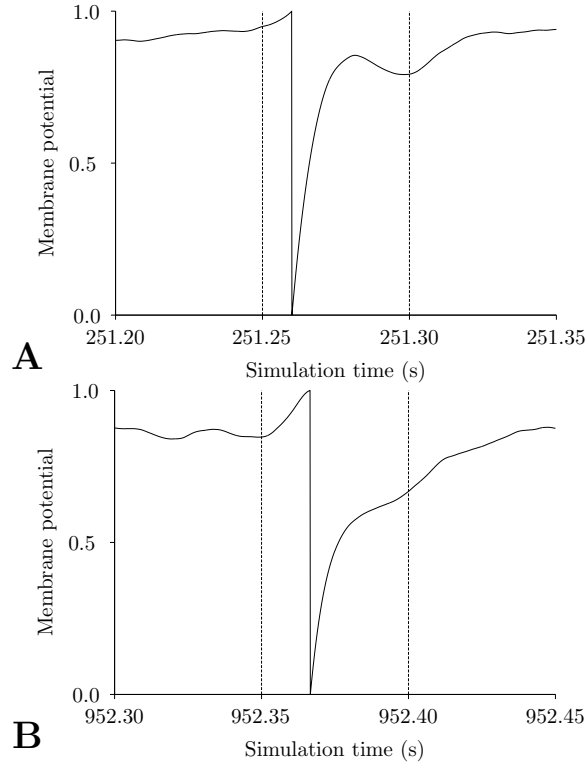 1.0
0.5
0.0
Membrane potential
251.20 251.25 251.30 251.35
Simulation time (s)
A
1.0
0.5
0.0
Membrane potential
952.30 952.35 952.40 952.45
Simulation time (s)
B